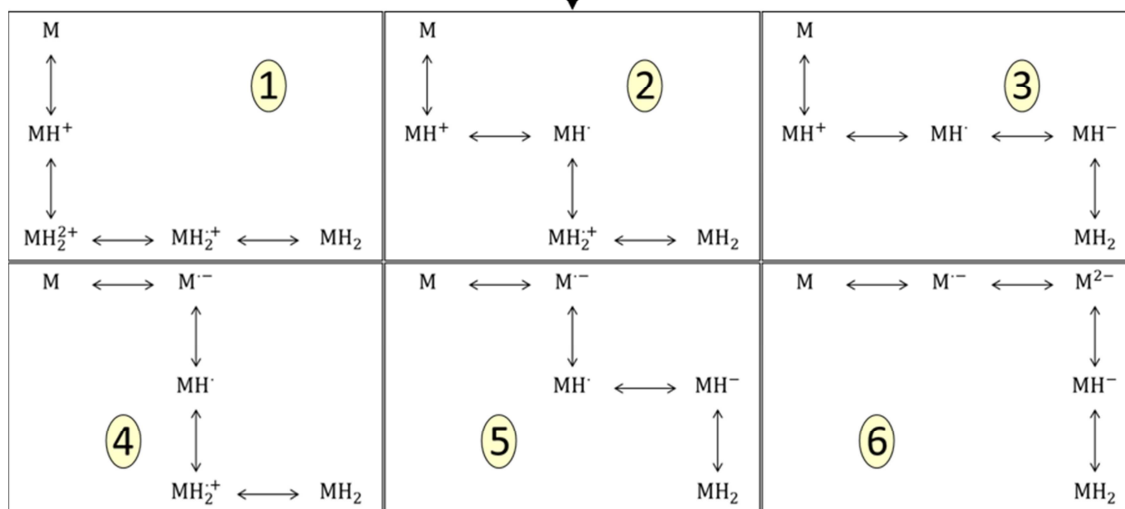 M
1
MH⁺
MH₂²⁺ MH₂·⁺ MH₂
M
2
MH⁺ MH·
MH₂·⁺ MH₂
M
3
MH⁺ MH· MH⁻
MH₂
M M·⁻
MH·
4
MH₂·⁺ MH₂
M M·⁻
MH· MH⁻
5
MH₂
M M·⁻ M²⁻
MH⁻
6
MH₂